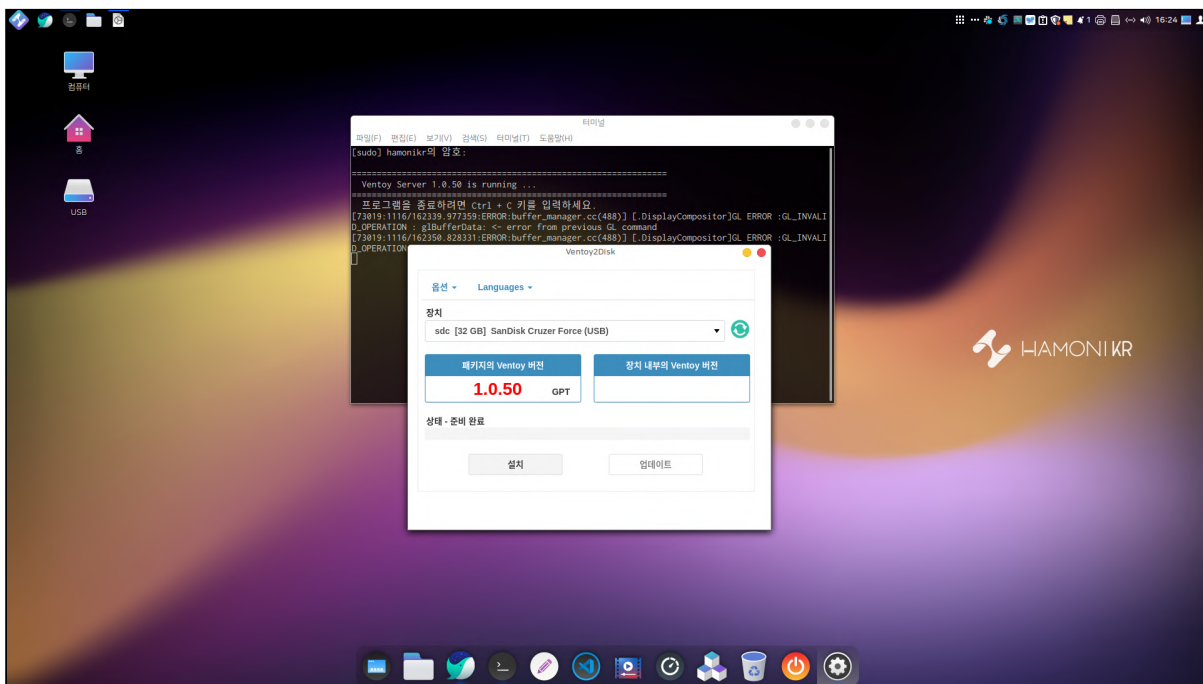 1 16:24
컴퓨터
홈
USB
터미널
파일(F) 편집(E) 보기(V) 검색(S) 터미널(T) 도움말(H)
[sudo] hamonikr의 암호:
===============================================================
Ventoy Server 1.0.50 is running ...
===============================================================
프로그램을 종료하려면 Ctrl + C 키를 입력하세요.
[73019:1116/162339.977359:ERROR:buffer_manager.cc(488)] [.DisplayCompositor]GL ERROR :GL_INVALI
D_OPERATION : glBufferData: <- error from previous GL command
[73019:1116/162350.828331:ERROR:buffer_manager.cc(488)] [.DisplayCompositor]GL ERROR :GL_INVALI
D_OPERATION
Ventoy2Disk
옵션 Languages
장치
sdc [32 GB] SanDisk Cruzer Force (USB)
패키지의 Ventoy 버전 장치 내부의 Ventoy 버전
1.0.50 GPT
상태 - 준비 완료
설치 업데이트
HAMONIKR